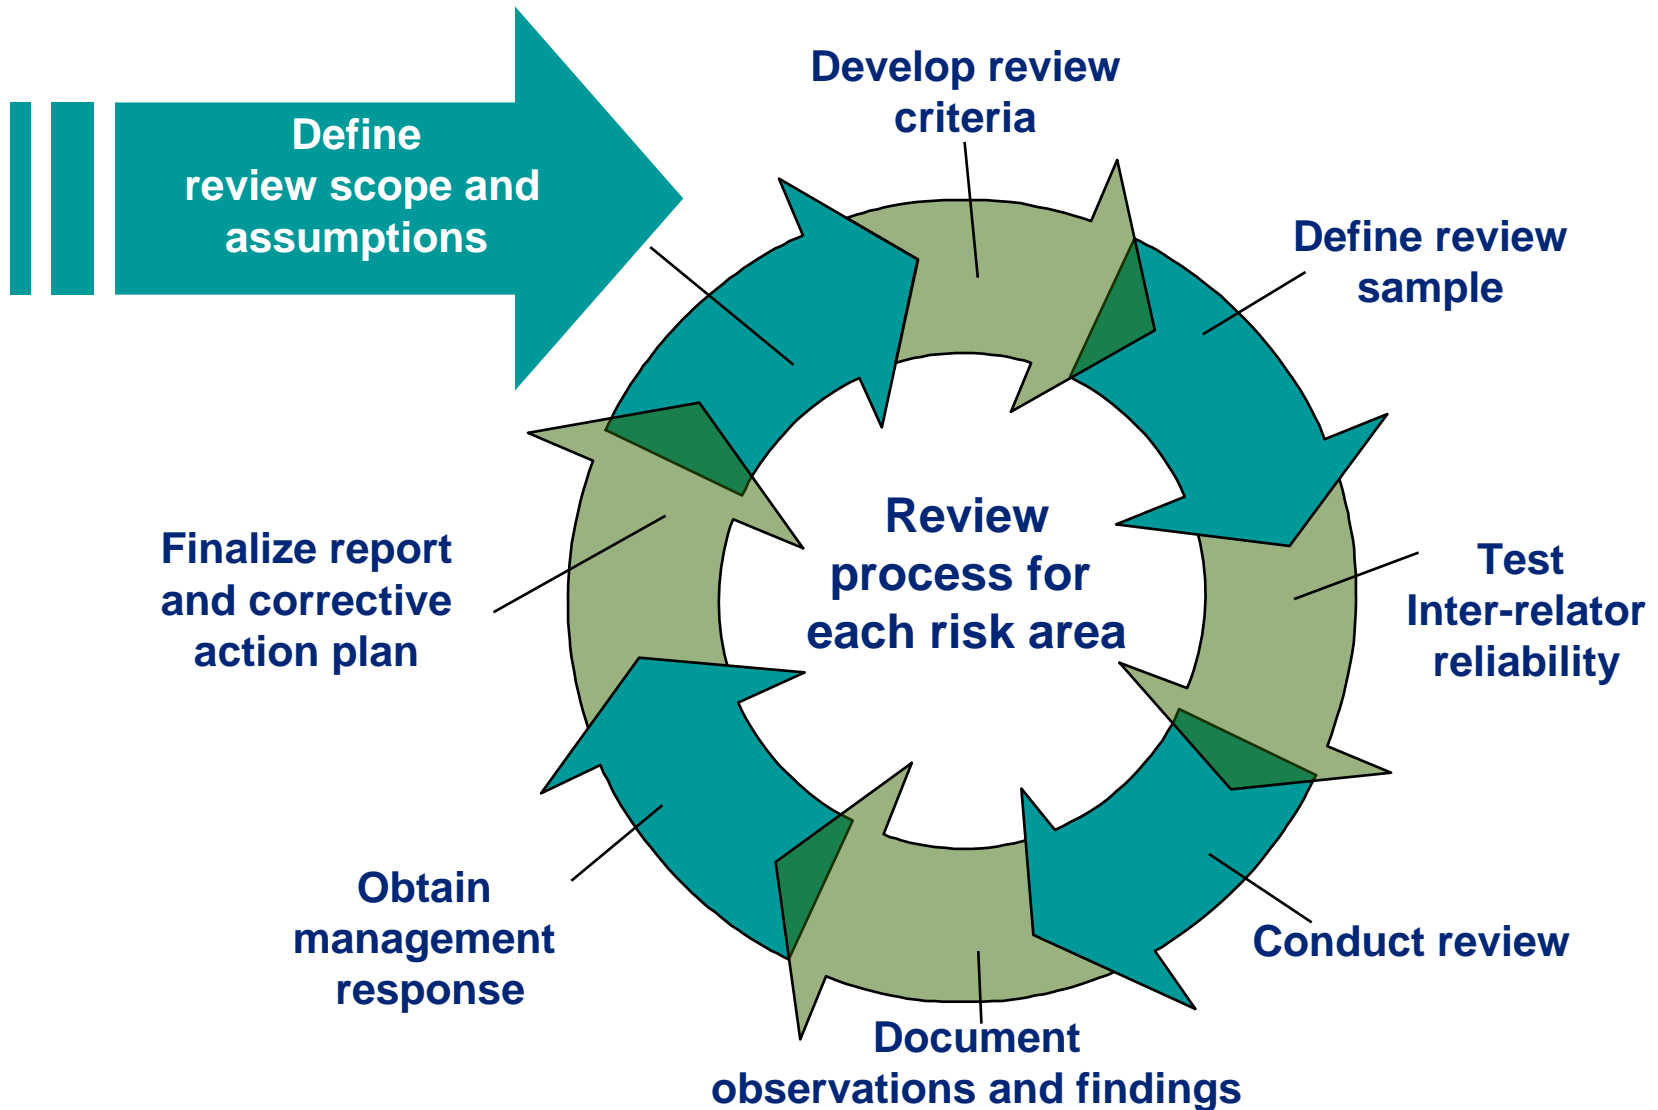 Define
review scope and
assumptions
Develop review
criteria
Define review
sample
Test
Inter-relator
reliability
Conduct review
Document
observations and findings
Obtain
management
response
Finalize report
and corrective
action plan
Review
process for
each risk area